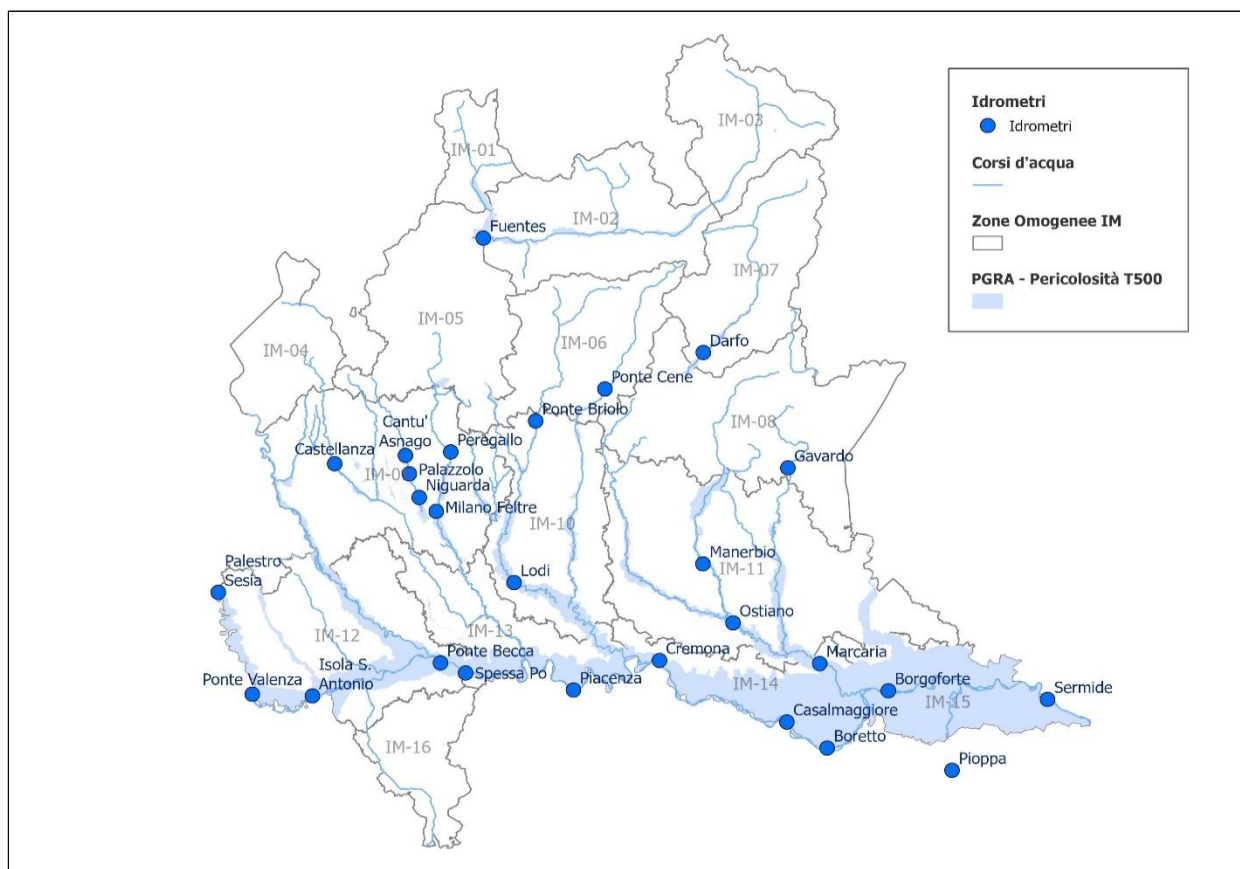 Idrometri
Idrometri
Corsi d'acqua
Zone Omogenee IM
PGRA - Pericolosità T500
IM-01
IM-03
IM-02
Fuentes
IM-07
IM-05
IM-04
IM-06
Darfo
Ponte Cene
Ponte Briolo
IM-08
Cantu'
Asnago
Peregallo
Castellanza
IM-0
Palazzolo
Gavardo
Niguarda
Milano Feltre
IM-10
Manerbio
IM-11
Lodi
Palestro
Sesia
Ostiano
IM-12
IM-13
Ponte Becca
Cremona
Marcaria
Isola S.
Antonio
Spessa Po
Ponte Valenza
Piacenza
IM-14
Borgoforte
IM-15
Sermide
Casalmaggiore
Boretto
IM-16
Pioppa